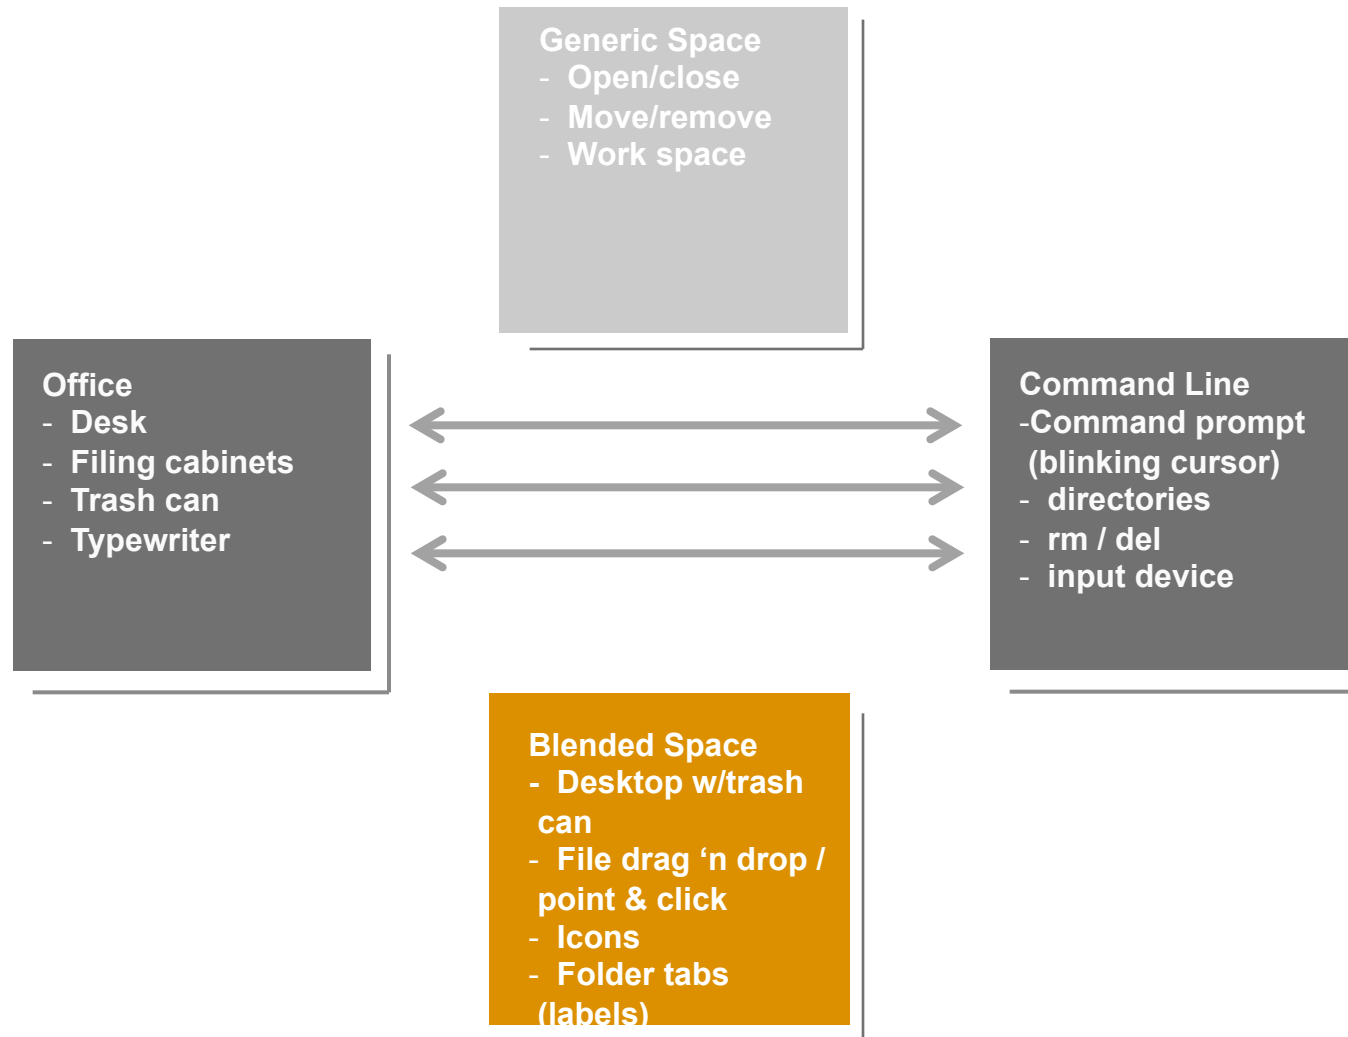 Generic Space
- Open/close
- Move/remove
- Work space
Office
- Desk
- Filing cabinets
- Trash can
- Typewriter
Command Line
-Command prompt
(blinking cursor)
- directories
- rm / del
- input device
Blended Space
- Desktop w/trash
can
- File drag ‘n drop /
point & click
- Icons
- Folder tabs
(labels)